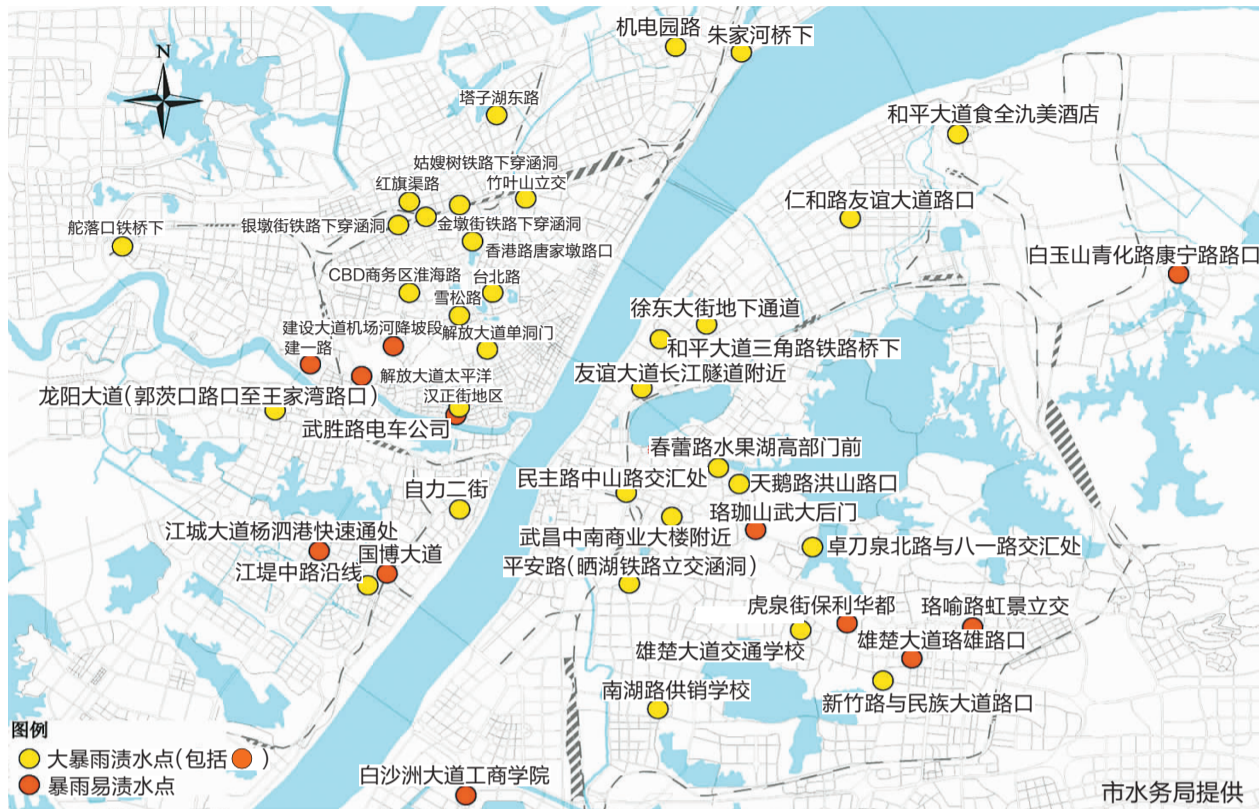 机电园路
朱家河桥下
N
塔子湖东路
和平大道食全氿美酒店
姑嫂树铁路下穿涵洞
红旗渠路
竹叶山立交
仁和路友谊大道路口
舵落口铁桥下
银墩街铁路下穿涵洞
金墩街铁路下穿涵洞
香港路唐家墩路口
白玉山青化路康宁路路口
CBD商务区淮海路
台北路
雪松路
徐东大街地下通道
建设大道机场河降坡段
解放大道单洞门
建一路
和平大道三角路铁路桥下
友谊大道长江隧道附近
解放大道太平洋
龙阳大道(郭茨口路口至王家湾路口)
汉正街地区
武胜路电车公司
春蕾路水果湖高部门前
民主路中山路交汇处
天鹅路洪山路口
自力二街
珞珈山武大后门
江城大道杨泗港快速通处
武昌中南商业大楼附近
卓刀泉北路与八一路交汇处
国博大道
江堤中路沿线
平安路(晒湖铁路立交涵洞)
虎泉街保利华都
珞喻路虹景立交
雄楚大道交通学校
雄楚大道珞雄路口
南湖路供销学校
新竹路与民族大道路口
图例
大暴雨渍水点(包括 )
暴雨易渍水点
白沙洲大道工商学院
市水务局提供